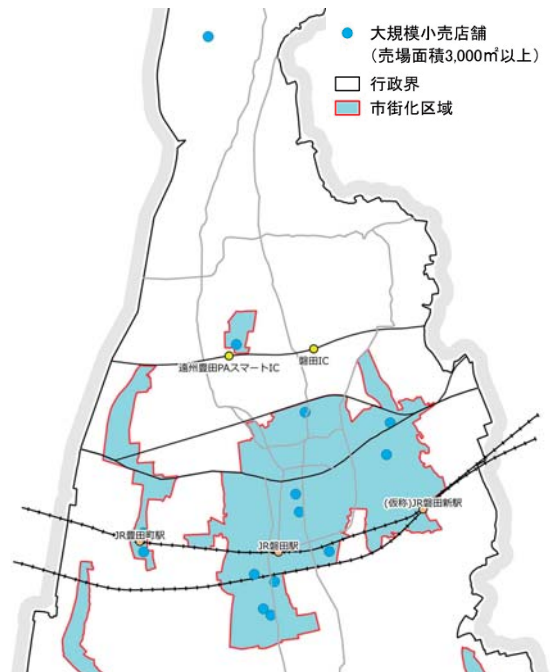 大規模小売店舗
(売場面積3,000㎡以上)
行政界
市街化区域
遠州豊田PAスマートIC
磐田IC
(仮称)JR磐田新駅
JR豊田町駅
JR磐田駅